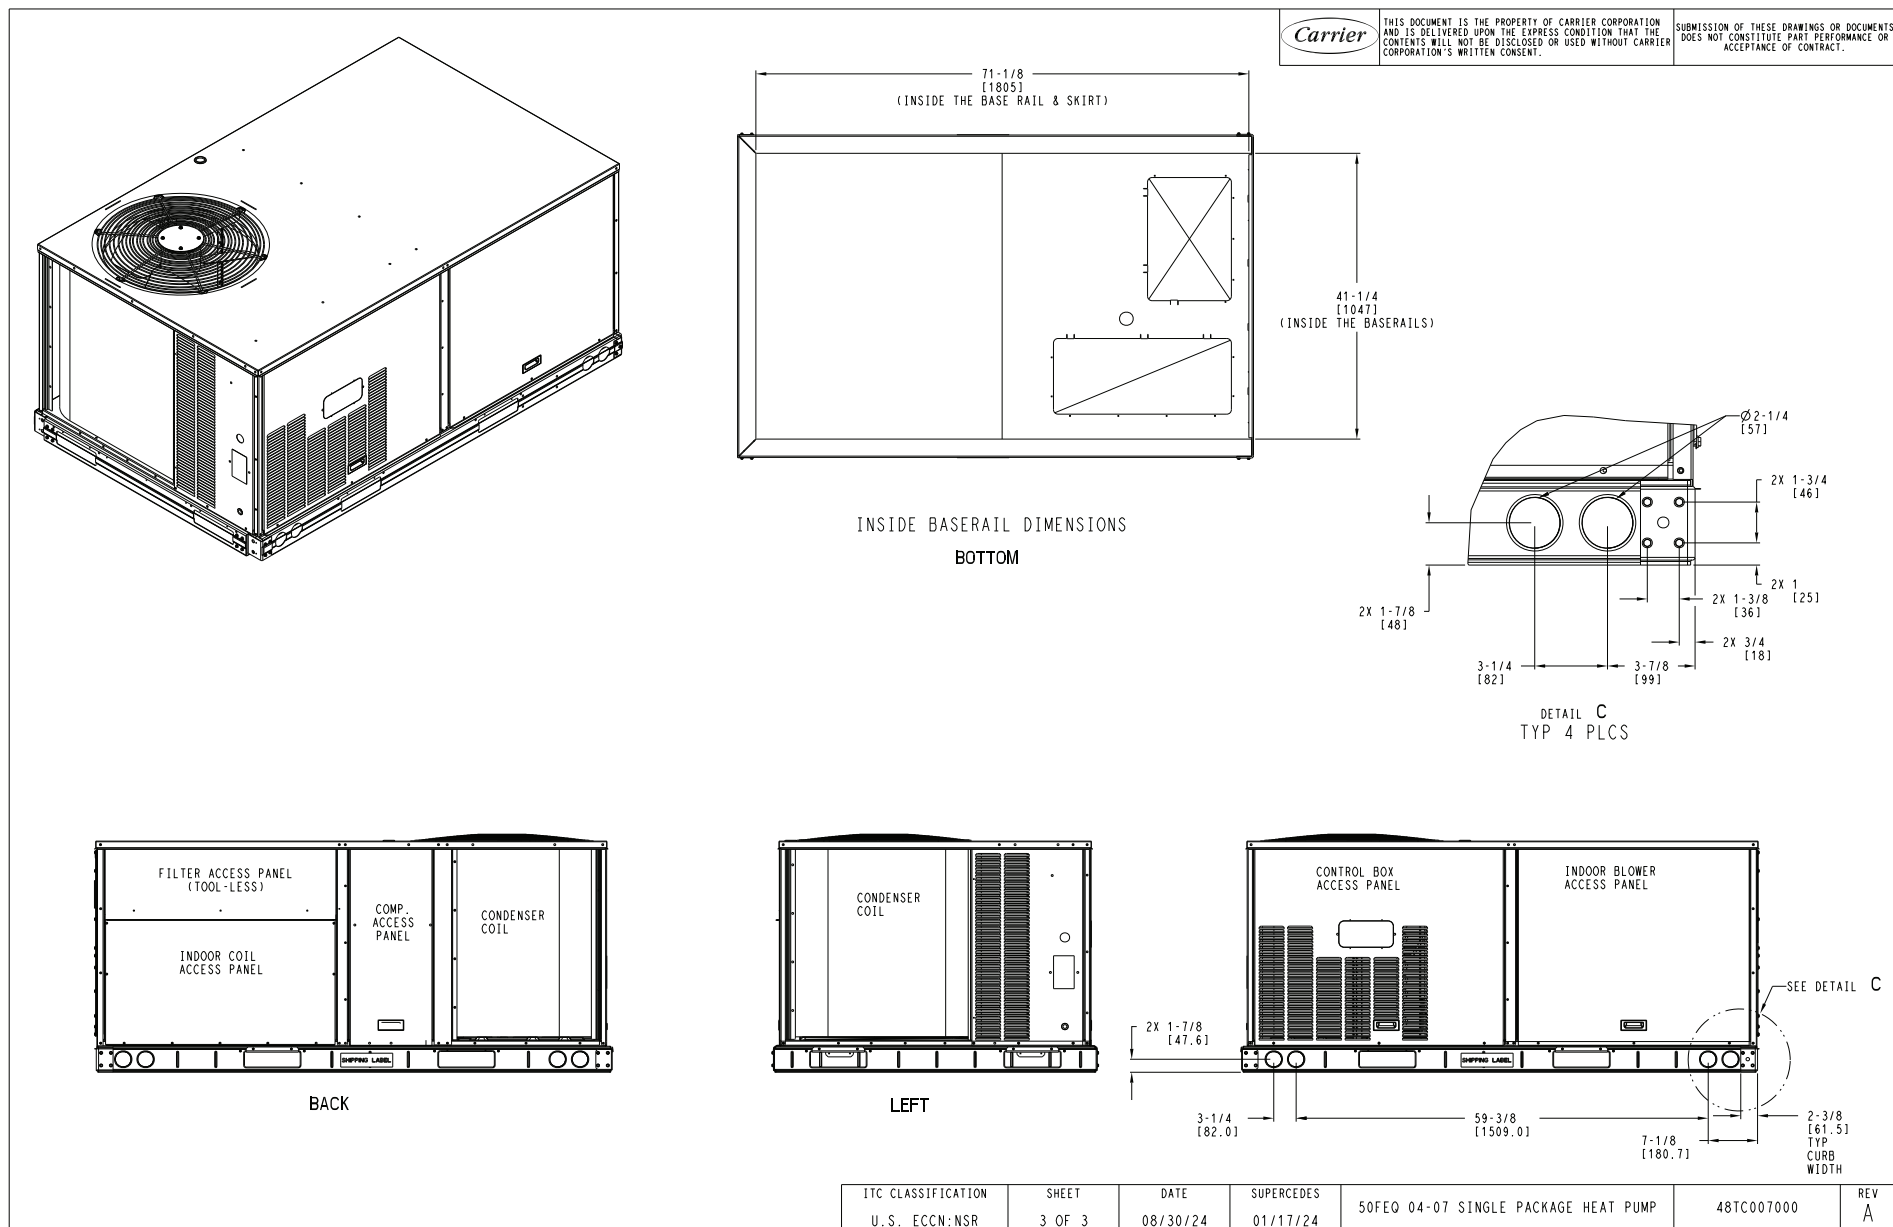 Carrier
THIS DOCUMENT IS THE PROPERTY OF CARRIER CORPORATION
AND IS DELIVERED UPON THE EXPRESS CONDITION THAT THE
CONTENTS WILL NOT BE DISCLOSED OR USED WITHOUT CARRIER
CORPORATION'S WRITTEN CONSENT.
SUBMISSION OF THESE DRAWINGS OR DOCUMENTS
DOES NOT CONSTITUTE PART PERFORMANCE OR
ACCEPTANCE OF CONTRACT.
71-1/8
[1805]
(INSIDE THE BASE RAIL & SKIRT)
41-1/4
[1047]
(INSIDE THE BASERAILS)
INSIDE BASERAIL DIMENSIONS
BOTTOM
Ø2-1/4
[57]
2X 1-3/4
[46]
2X 1
[25]
2X 1-3/8
[36]
2X 1-7/8
[48]
2X 3/4
[18]
3-1/4
[82]
3-7/8
[99]
DETAIL C
TYP 4 PLCS
FILTER ACCESS PANEL
(TOOL-LESS)
INDOOR COIL
ACCESS PANEL
COMP.
ACCESS
PANEL
CONDENSER
COIL
SHIPPING LABEL
BACK
CONDENSER
COIL
LEFT
CONTROL BOX
ACCESS PANEL
INDOOR BLOWER
ACCESS PANEL
SHIPPING LABEL
SEE DETAIL C
2X 1-7/8
[47.6]
3-1/4
[82.0]
59-3/8
[1509.0]
7-1/8
[180.7]
2-3/8
[61.5]
TYP
CURB
WIDTH
ITC CLASSIFICATION
U.S. ECCN:NSR
SHEET
3 OF 3
DATE
08/30/24
SUPERCEDES
01/17/24
50FEQ 04-07 SINGLE PACKAGE HEAT PUMP
48TC007000
REV
A